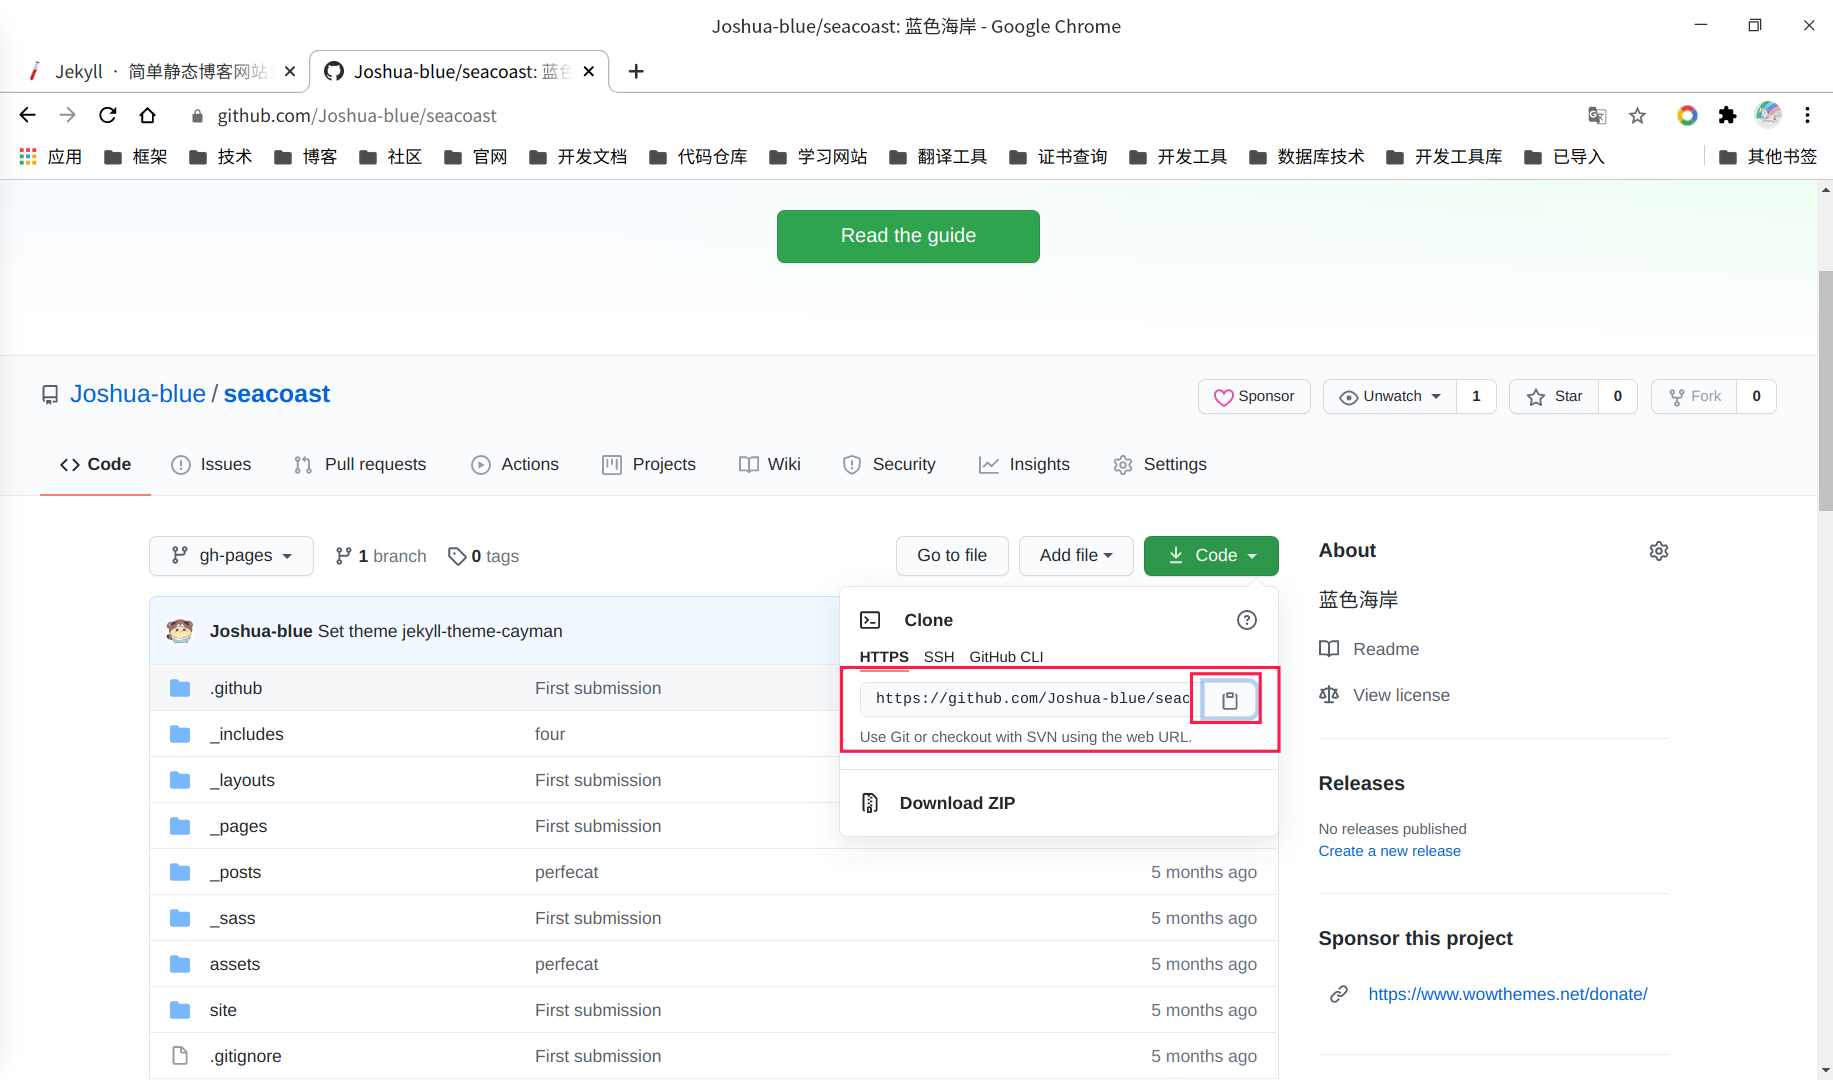 Joshua-blue/seacoast: 蓝色海岸 - Google Chrome
Jekyll · 简单静态博客网站
Joshua-blue/seacoast: 蓝色
github.com/Joshua-blue/seacoast
应用 框架 技术 博客 社区 官网 开发文档 代码仓库 学习网站 翻译工具 证书查询 开发工具 数据库技术 开发工具库 已导入 其他书签
Read the guide
Joshua-blue / seacoast
Sponsor Unwatch 1 Star 0 Fork 0
Code Issues Pull requests Actions Projects Wiki Security Insights Settings
gh-pages 1 branch 0 tags Go to file Add file Code
Joshua-blue Set theme jekyll-theme-cayman
.github First submission
_includes four
_layouts First submission
_pages First submission
_posts perfecat 5 months ago
_sass First submission 5 months ago
assets perfecat 5 months ago
site First submission 5 months ago
.gitignore First submission 5 months ago
Clone
HTTPS SSH GitHub CLI
https://github.com/Joshua-blue/seac
Use Git or checkout with SVN using the web URL.
Download ZIP
About
蓝色海岸
Readme
View license
Releases
No releases published
Create a new release
Sponsor this project
https://www.wowthemes.net/donate/